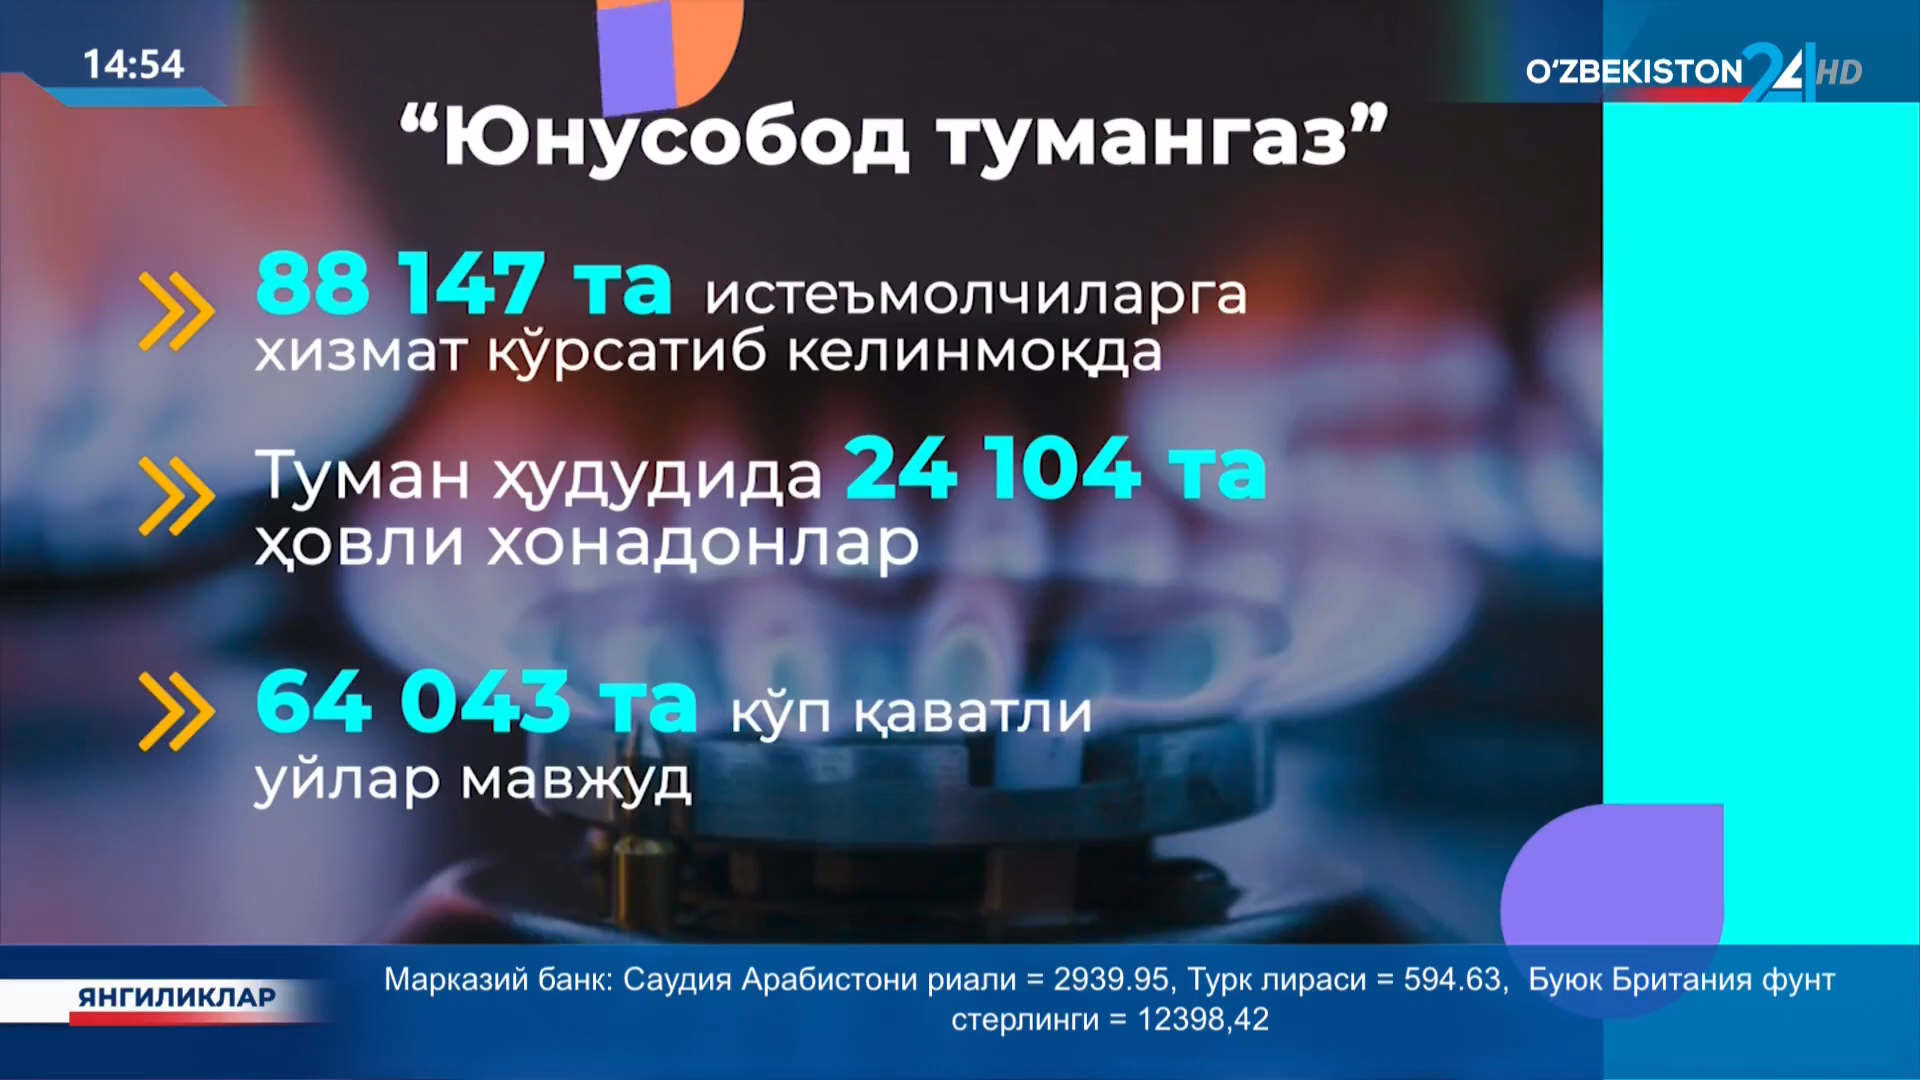 14:54
O‘ZBEKISTON 24 HD
“Юнусобод тумангаз”
88 147 та истеъмолчиларга
хизмат кўрсатиб келинмоқда
Туман ҳудудида 24 104 та
ҳовли хонадонлар
64 043 та кўп қаватли
уйлар мавжуд
ЯНГИЛИКЛАР
Марказий банк: Саудия Арабистони риали = 2939.95, Турк лираси = 594.63, Буюк Британия фунт
стерлинги = 12398,42